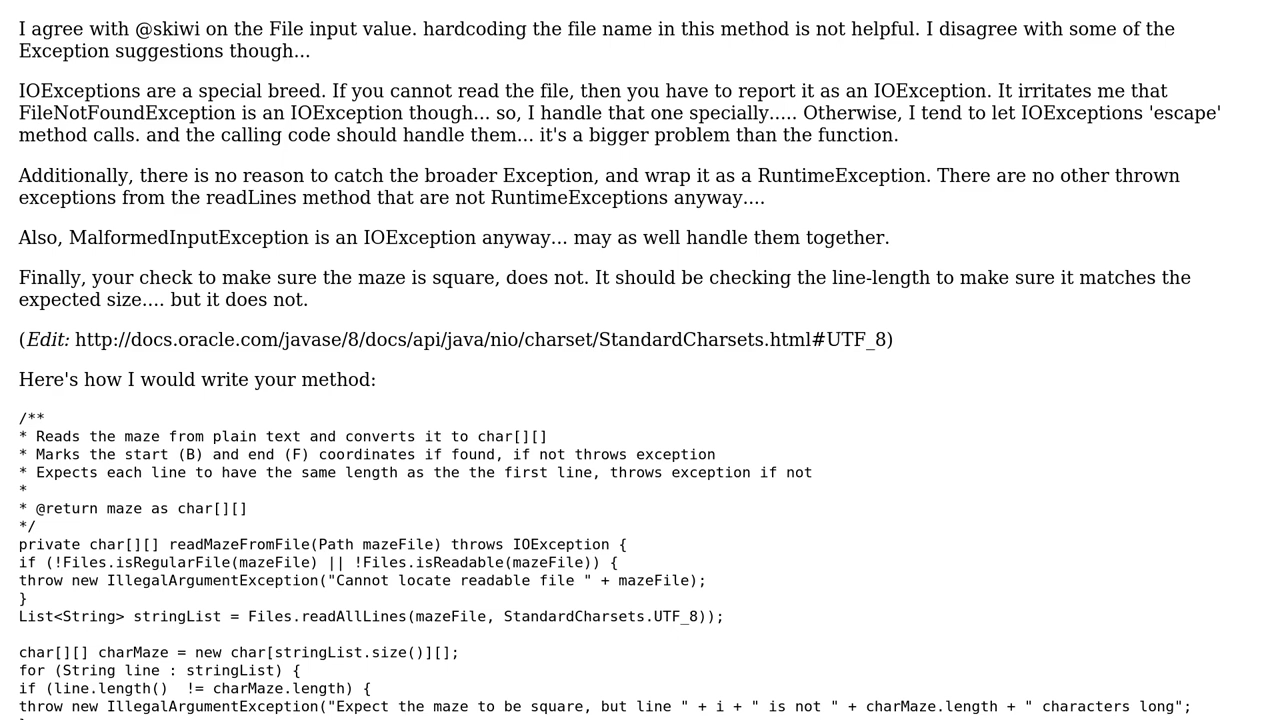 I agree with @skiwi on the File input value. hardcoding the file name in this method is not helpful. I disagree with some of the
Exception suggestions though...
IOExceptions are a special breed. If you cannot read the file, then you have to report it as an IOException. It irritates me that
FileNotFoundException is an IOException though... so, I handle that one specially..... Otherwise, I tend to let IOExceptions 'escape'
method calls. and the calling code should handle them... it's a bigger problem than the function.
Additionally, there is no reason to catch the broader Exception, and wrap it as a RuntimeException. There are no other thrown
exceptions from the readLines method that are not RuntimeExceptions anyway....
Also, MalformedInputException is an IOException anyway... may as well handle them together.
Finally, your check to make sure the maze is square, does not. It should be checking the line-length to make sure it matches the
expected size.... but it does not.
(Edit: http://docs.oracle.com/javase/8/docs/api/java/nio/charset/StandardCharsets.html#UTF_8)
Here's how I would write your method:
/**
* Reads the maze from plain text and converts it to char[][]
* Marks the start (B) and end (F) coordinates if found, if not throws exception
* Expects each line to have the same length as the the first line, throws exception if not
*
* @return maze as char[][]
*/
private char[][] readMazeFromFile(Path mazeFile) throws IOException {
if (!Files.isRegularFile(mazeFile) || !Files.isReadable(mazeFile)) {
throw new IllegalArgumentException("Cannot locate readable file " + mazeFile);
}
List<String> stringList = Files.readAllLines(mazeFile, StandardCharsets.UTF_8));
char[][] charMaze = new char[stringList.size()][];
for (String line : stringList) {
if (line.length()  != charMaze.length) {
throw new IllegalArgumentException("Expect the maze to be square, but line " + i + " is not " + charMaze.length + " characters long";